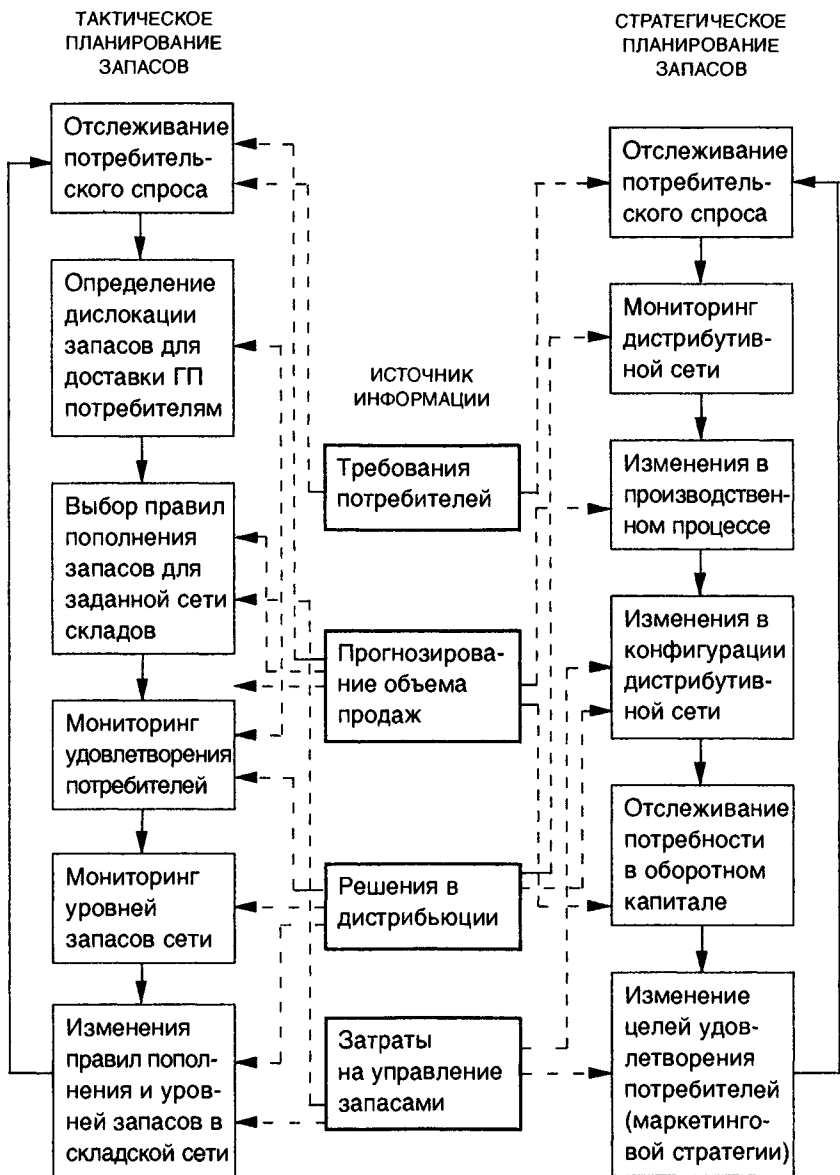 ТАКТИЧЕСКОЕ
ПЛАНИРОВАНИЕ
ЗАПАСОВ
Отслеживание
потребитель-
ского спроса
Определение
дислокации
запасов для
доставки ГП
потребителям
Выбор правил
пополнения
запасов для
заданной сети
складов
Мониторинг
удовлетворения
потребителей
Мониторинг
уровней
запасов сети
Изменения
правил попол-
нения и уров-
ней запасов в
складской сети
ИСТОЧНИК
ИНФОРМАЦИИ
Требования
потребителей
Прогнозирова-
ние объема
продаж
Решения в
дистрибьюции
Затраты
на управление
запасами
СТРАТЕГИЧЕСКОЕ
ПЛАНИРОВАНИЕ
ЗАПАСОВ
Отслеживание
потребитель-
ского спроса
Мониторинг
дистрибутив-
ной сети
Изменения в
производствен-
ном процессе
Изменения в
конфигурации
дистрибутив-
ной сети
Отслеживание
потребности
в оборотном
капитале
Изменение
целей удов-
летворения
потребителей
(маркетинго-
вой стратегии)